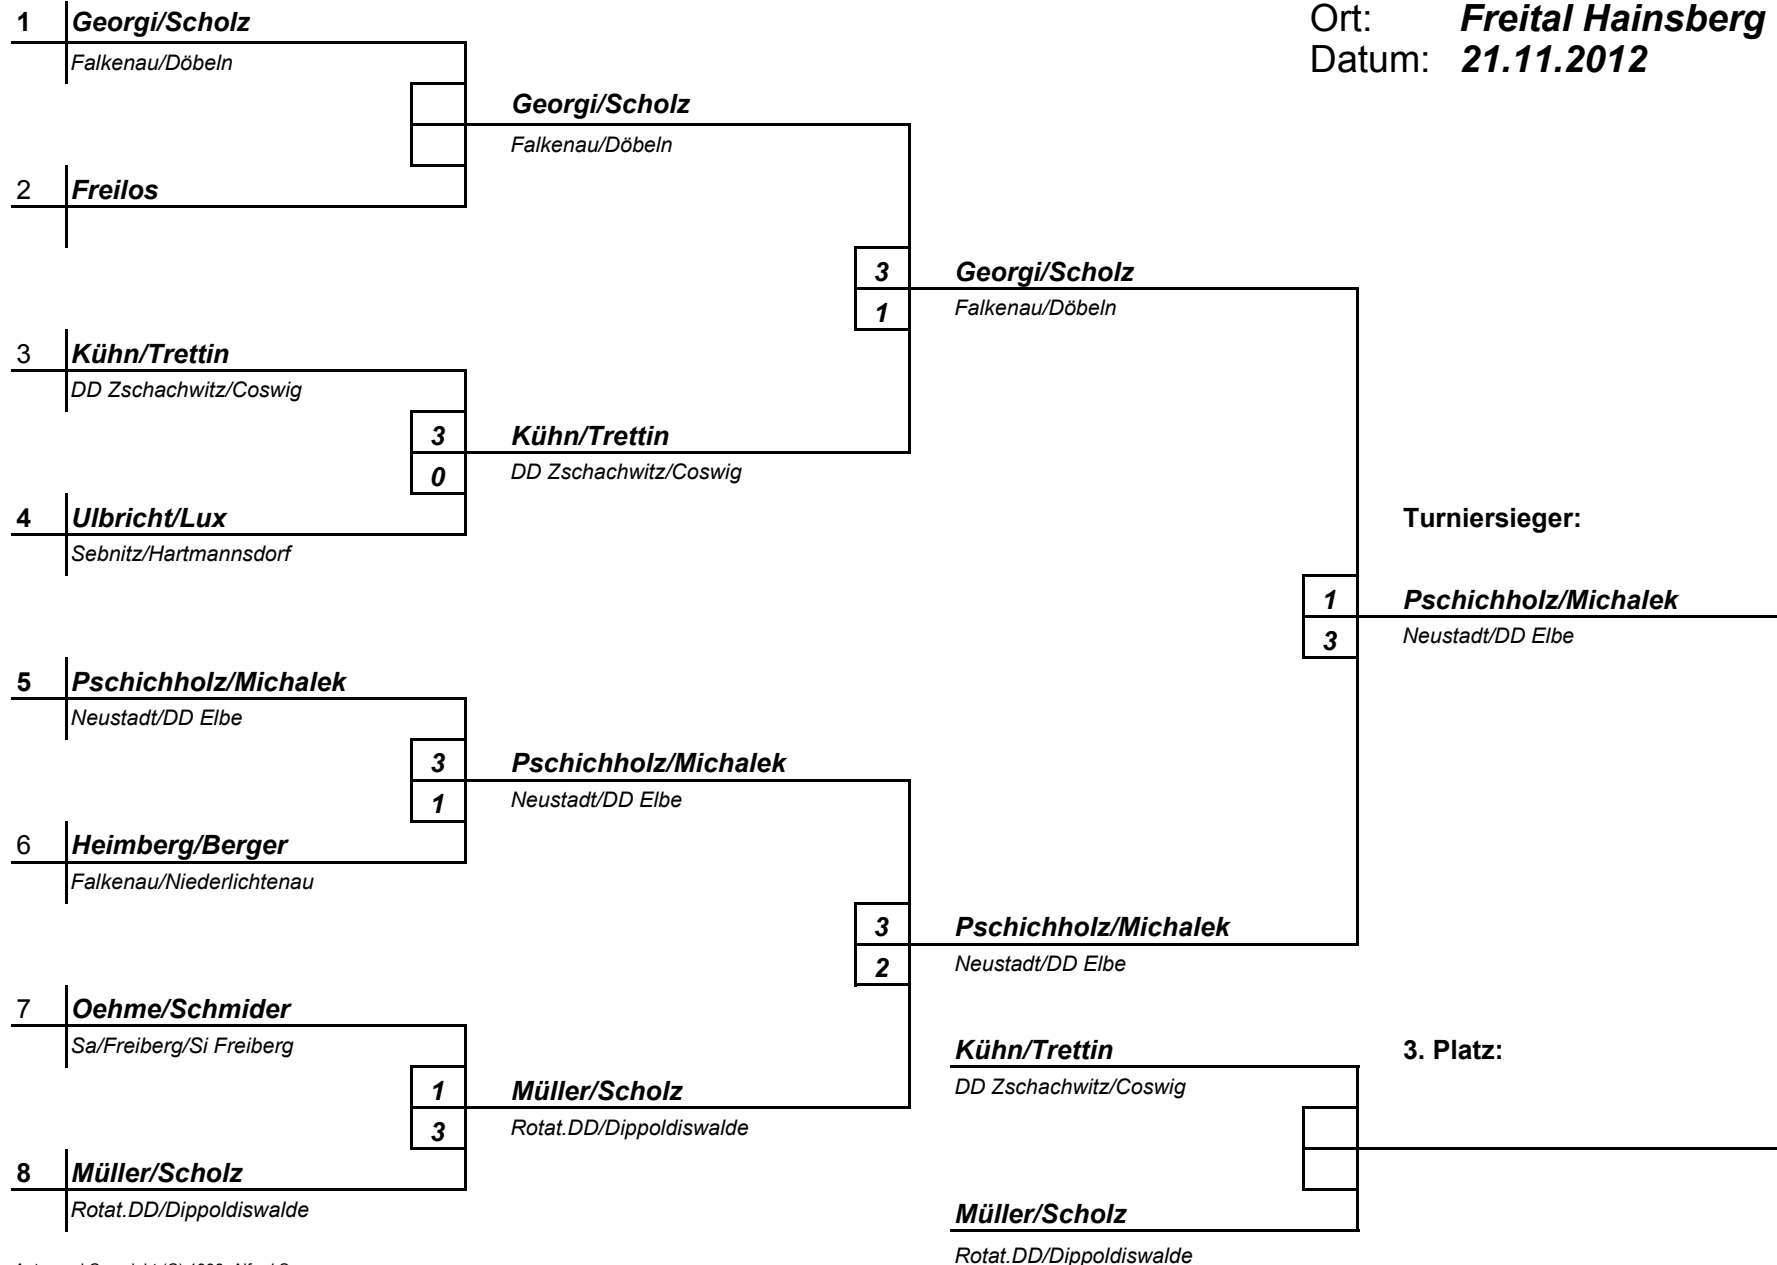 Ort: Freital Hainsberg
Datum: 21.11.2012
1 Georgi/Scholz
Falkenau/Döbeln
Georgi/Scholz
Falkenau/Döbeln
2 Freilos
3 Georgi/Scholz
1 Falkenau/Döbeln
3 Kühn/Trettin
DD Zschachwitz/Coswig
3 Kühn/Trettin
0 DD Zschachwitz/Coswig
4 Ulbricht/Lux
Sebnitz/Hartmannsdorf
Turniersieger:
1 Pschichholz/Michalek
3 Neustadt/DD Elbe
5 Pschichholz/Michalek
Neustadt/DD Elbe
3 Pschichholz/Michalek
1 Neustadt/DD Elbe
6 Heimberg/Berger
Falkenau/Niederlichtenau
3 Pschichholz/Michalek
2 Neustadt/DD Elbe
7 Oehme/Schmider
Sa/Freiberg/Si Freiberg
Kühn/Trettin
DD Zschachwitz/Coswig
3. Platz:
1 Müller/Scholz
3 Rotat.DD/Dippoldiswalde
8 Müller/Scholz
Rotat.DD/Dippoldiswalde
Müller/Scholz
Rotat.DD/Dippoldiswalde